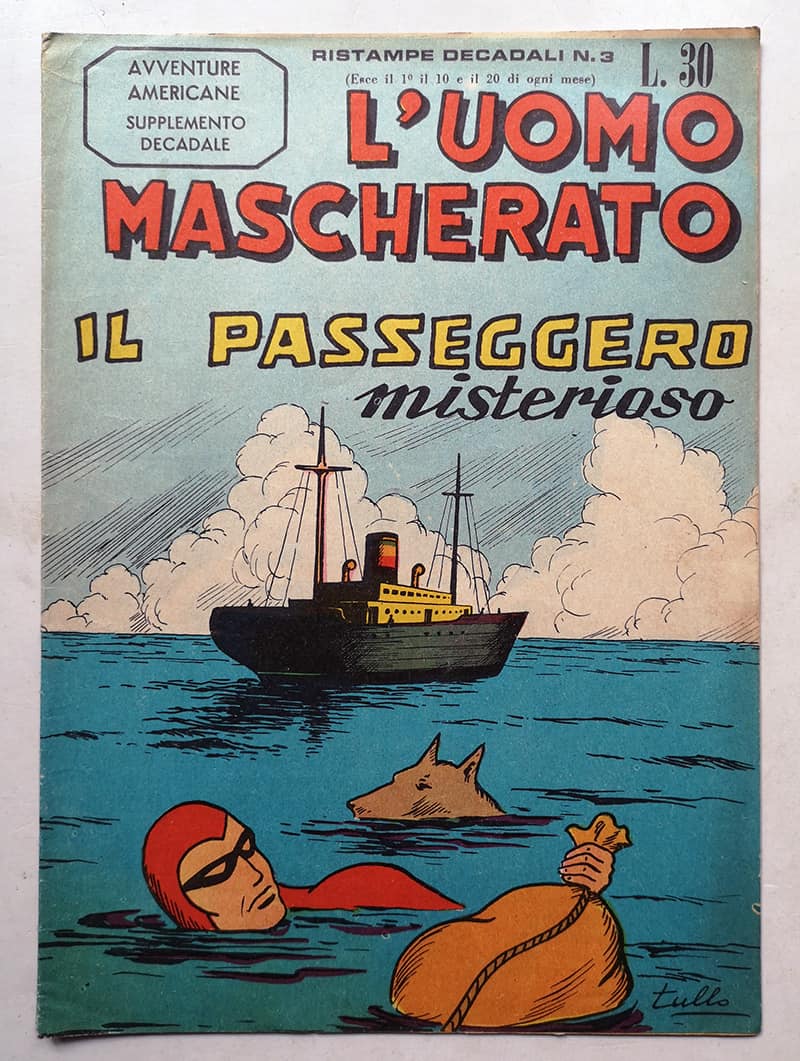 AVVENTURE
AMERICANE
SUPPLEMENTO
DECADALE
RISTAMPE DECADALI N.3
(Esce il 1º il 10 e il 20 di ogni mese)
L. 30
L'UOMO
MASCHERATO
IL PASSEGGERO
misterioso
tullo